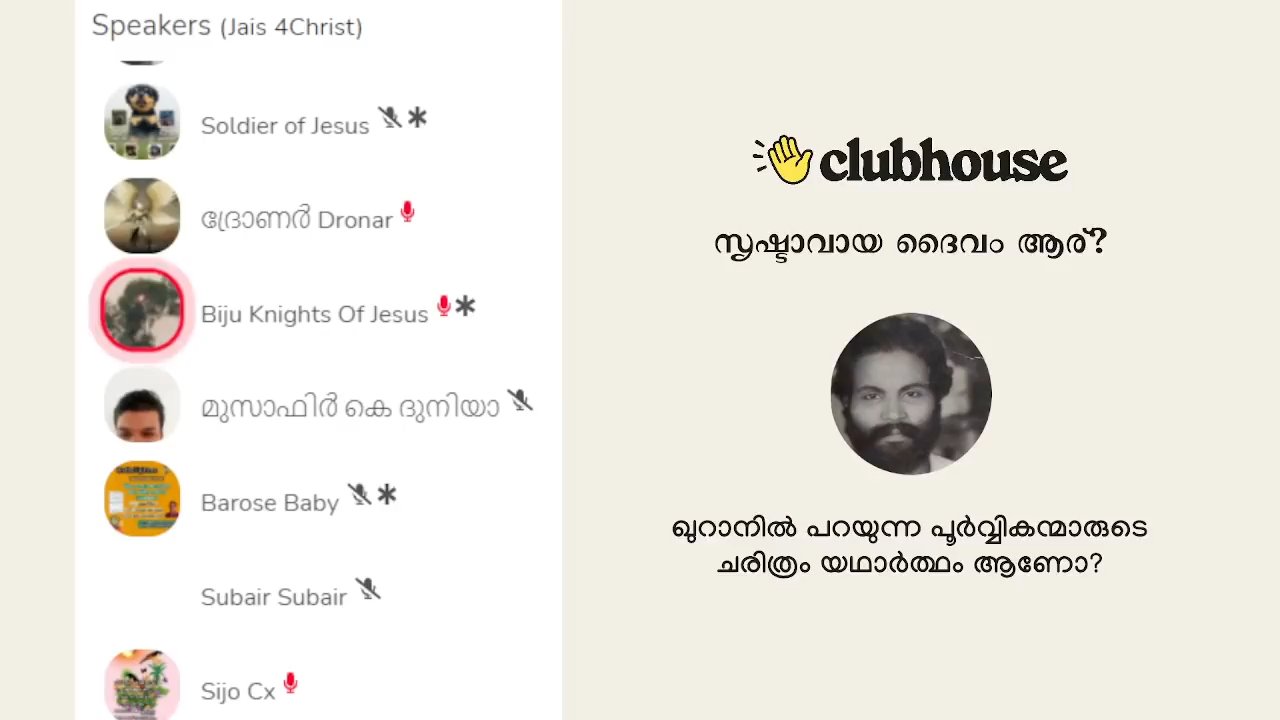 Speakers (Jais 4Christ)
Soldier of Jesus
ദ്രോണർ Dronar
Biju Knights Of Jesus
മുസാഫിർ കെ ദുനിയാ
Barose Baby
Subair Subair
Sijo Cx
clubhouse
സൃഷ്ടാവായ ദൈവം ആര്?
ഖുറാനിൽ പറയുന്ന പൂർവ്വികന്മാരുടെ
ചരിത്രം യഥാർത്ഥം ആണോ?